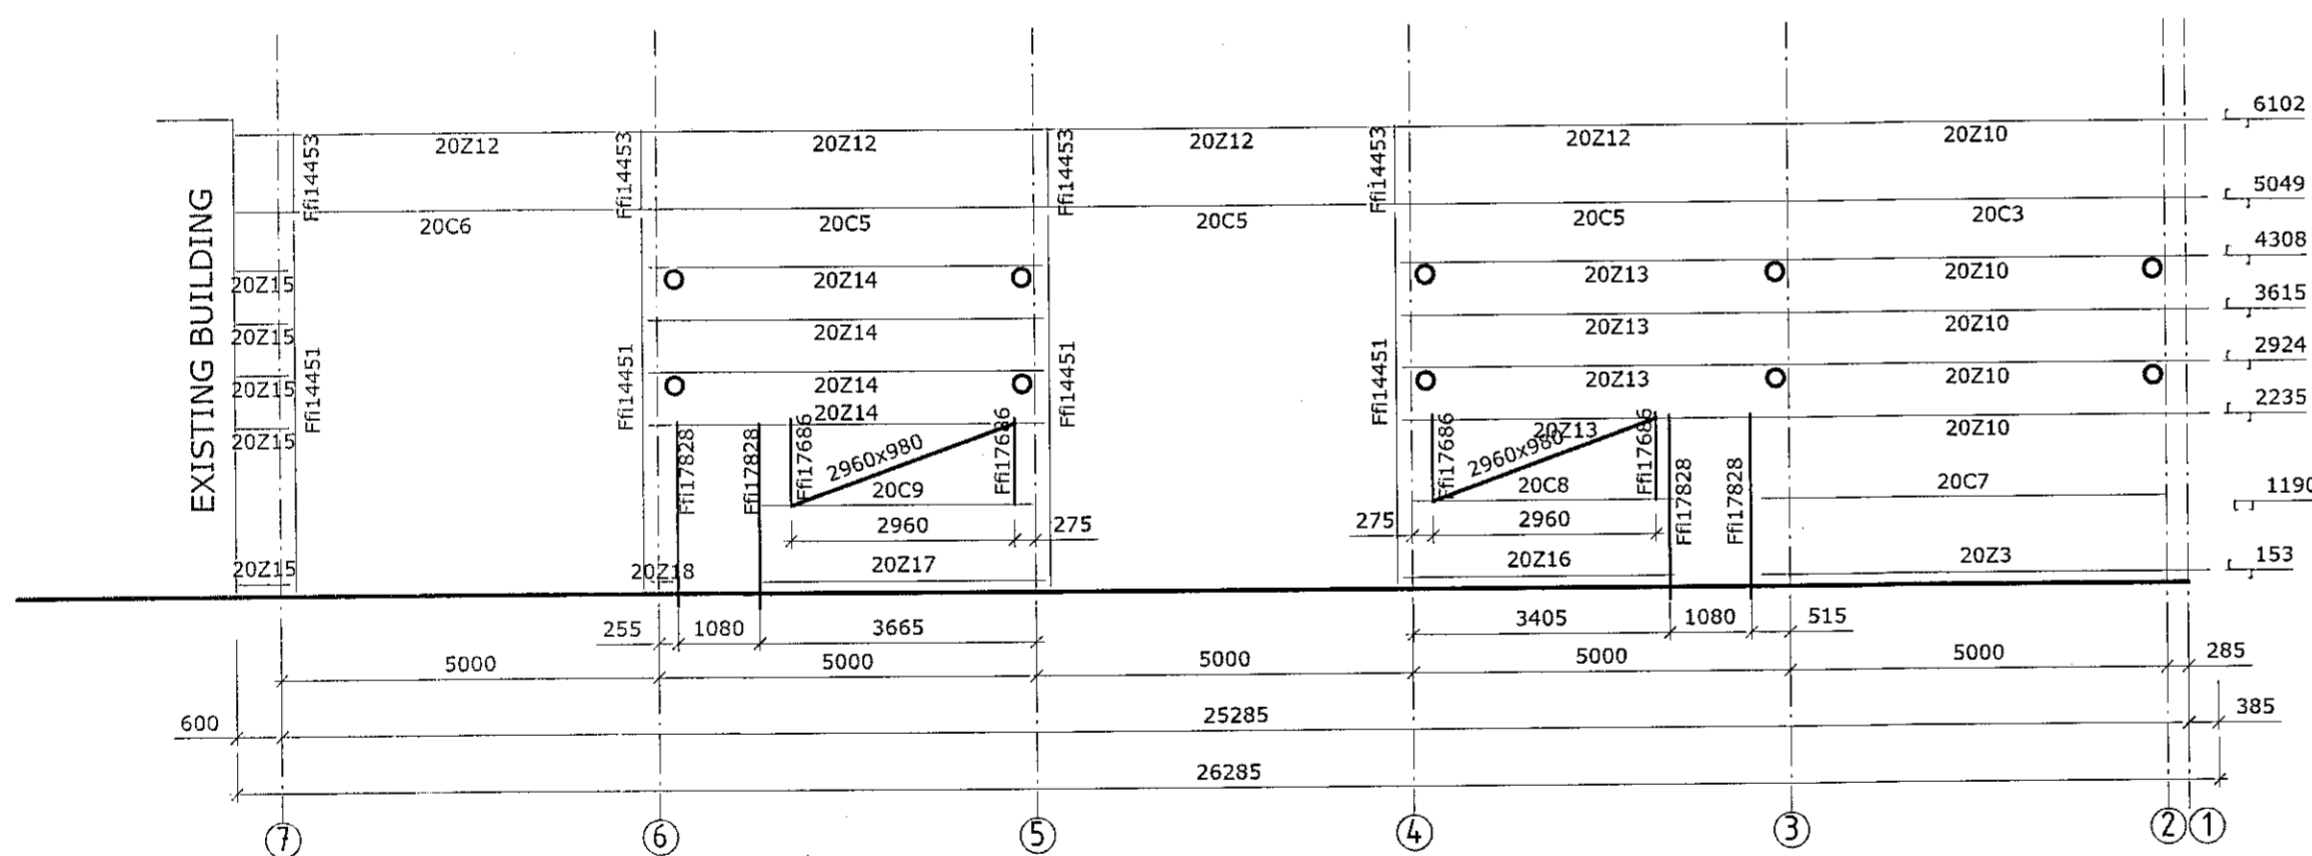 6102
Ffi14453 20Z12 Ffi14453 20Z12 Ffi14453 20Z12 Ffi14453 20Z12 20Z10
5049
20C6 20C5 20C5 20C5 20C3
4308
EXISTING BUILDING
20Z15 20Z14 20Z13 20Z10
3615
20Z15 20Z14 20Z13 20Z10
2924
20Z15 Ffi14451 Ffi14451 20Z14 Ffi14451 Ffi14451 20Z13 20Z10
2235
20Z15 20Z14 20Z13 20Z10
Ffi17828 Ffi17828 Ffi17686 2960x980 Ffi17686 Ffi17686 2960x980 Ffi17686 Ffi17828 Ffi17828
20C9 20C8 20C7
1190
2960 275 275 2960
20Z15 20Z18 20Z17 20Z16 20Z3 153
255 1080 3665 3405 1080 515
5000 5000 5000 5000 5000 285
600 25285 385
26285
7 6 5 4 3 2 1